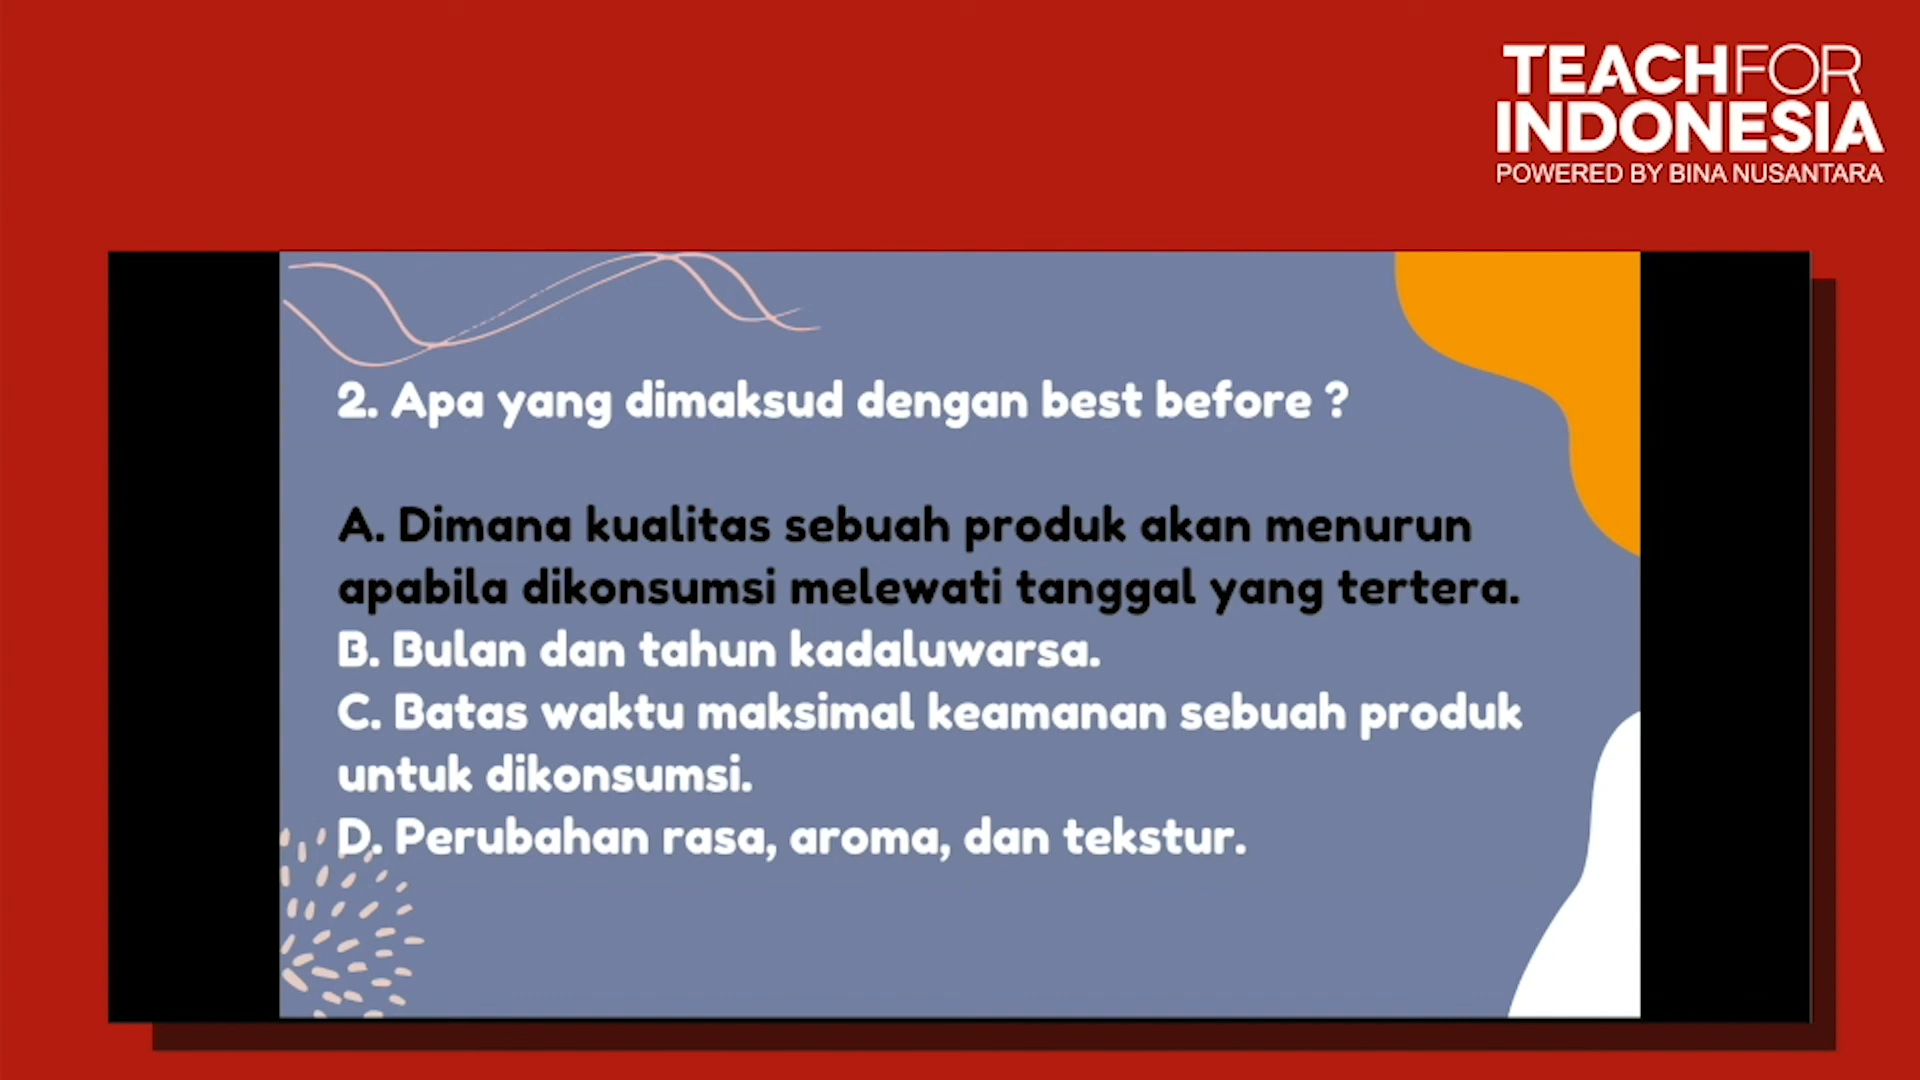 TEACHFOR
INDONESIA
POWERED BY BINA NUSANTARA
2. Apa yang dimaksud dengan best before ?
A. Dimana kualitas sebuah produk akan menurun
apabila dikonsumsi melewati tanggal yang tertera.
B. Bulan dan tahun kadaluwarsa.
C. Batas waktu maksimal keamanan sebuah produk
untuk dikonsumsi.
D. Perubahan rasa, aroma, dan tekstur.